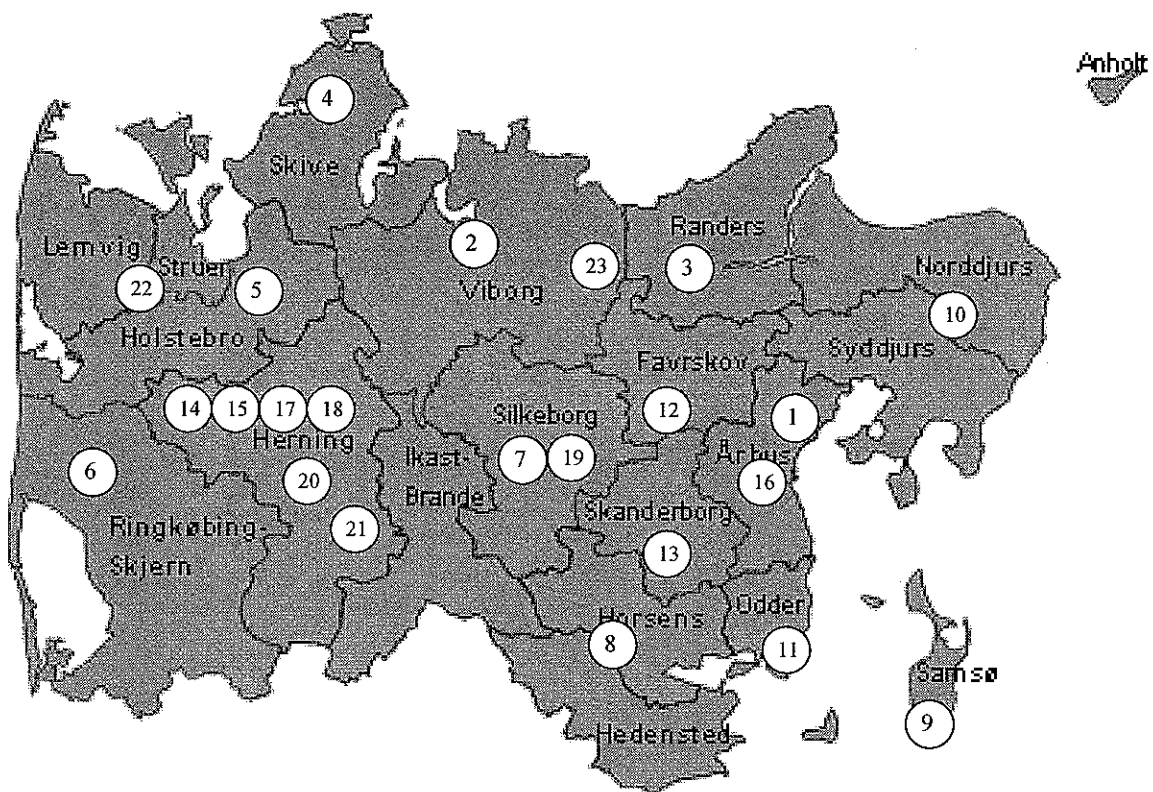 Anholt
4
Skive
2
Randers
Lemvig
Struer
23
3
Norddjurs
22
5
Viborg
10
Holstebro
Syddjurs
Favrskov
14
15
17
18
Silkeborg
12
1
Herning
Ikast-
Brande
7
19
Århus
6
20
16
Skanderborg
21
Ringkøbing-
Skjern
13
Horsens
Odder
8
11
Samsø
9
Hedensted